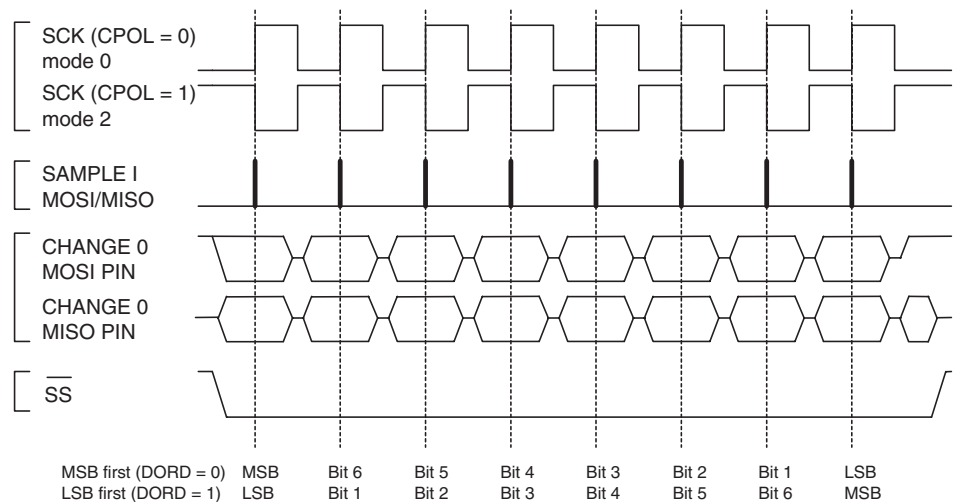 SCK (CPOL = 0)
mode 0
SCK (CPOL = 1)
mode 2
SAMPLE I
MOSI/MISO
CHANGE 0
MOSI PIN
CHANGE 0
MISO PIN
SS
MSB first (DORD = 0) MSB Bit 6 Bit 5 Bit 4 Bit 3 Bit 2 Bit 1 LSB
LSB first (DORD = 1) LSB Bit 1 Bit 2 Bit 3 Bit 4 Bit 5 Bit 6 MSB